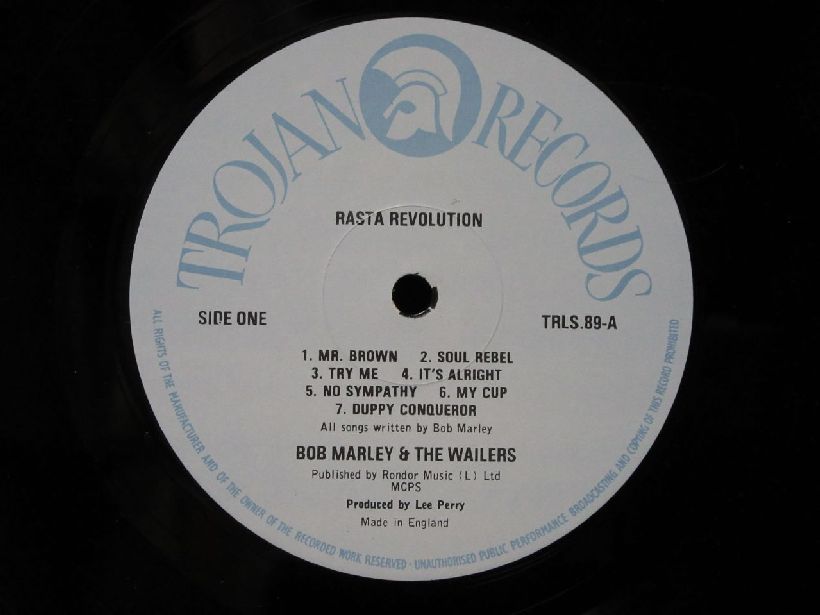 TROJAN RECORDS
RASTA REVOLUTION
SIDE ONE
TRLS.89-A
1. MR. BROWN 2. SOUL REBEL
3. TRY ME 4. IT'S ALRIGHT
5. NO SYMPATHY 6. MY CUP
7. DUPPY CONQUEROR
All songs written by Bob Marley
BOB MARLEY & THE WAILERS
Published by Rondor Music (L) Ltd
MCPS
Produced by Lee Perry
Made in England
ALL RIGHTS OF THE MANUFACTURER AND OF THE OWNER OF THE RECORDED WORK RESERVED · UNAUTHORISED PUBLIC PERFORMANCE BROADCASTING AND COPYING OF THIS RECORD PROHIBITED